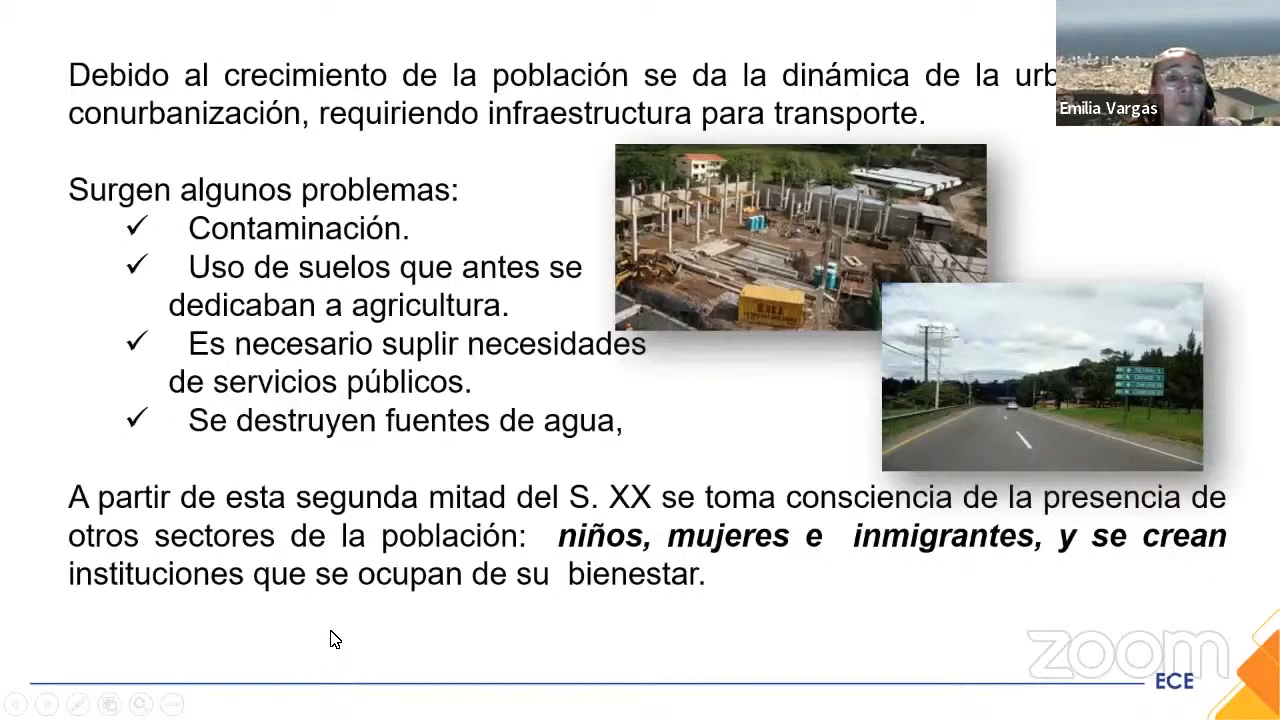 Debido al crecimiento de la población se da la dinámica de la
conurbanización, requiriendo infraestructura para transporte.
Emilia Vargas
Surgen algunos problemas:
✓ Contaminación.
✓ Uso de suelos que antes se
dedicaban a agricultura.
✓ Es necesario suplir necesidades
de servicios públicos.
✓ Se destruyen fuentes de agua,
A partir de esta segunda mitad del S. XX se toma consciencia de la presencia de
otros sectores de la población: niños, mujeres e inmigrantes, y se crean
instituciones que se ocupan de su bienestar.
zoom
ECE